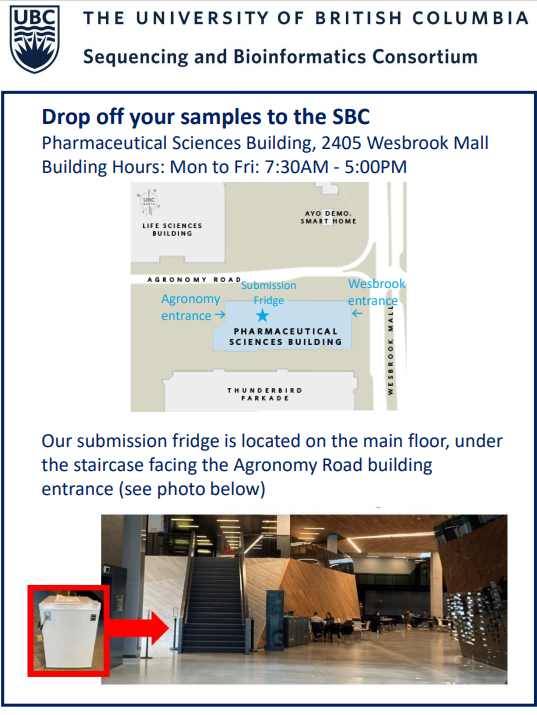 UBC
THE UNIVERSITY OF BRITISH COLUMBIA
Sequencing and Bioinformatics Consortium
Drop off your samples to the SBC
Pharmaceutical Sciences Building, 2405 Wesbrook Mall
Building Hours: Mon to Fri: 7:30AM - 5:00PM
UBC
LIFE SCIENCES
BUILDING
AYO DEMO.
SMART HOME
AGRONOMY ROAD
Submission
Fridge
Wesbrook
entrance
Agronomy
entrance
PHARMACEUTICAL
SCIENCES BUILDING
WESBROOK MALL
THUNDERBIRD
PARKADE
Our submission fridge is located on the main floor, under
the staircase facing the Agronomy Road building
entrance (see photo below)